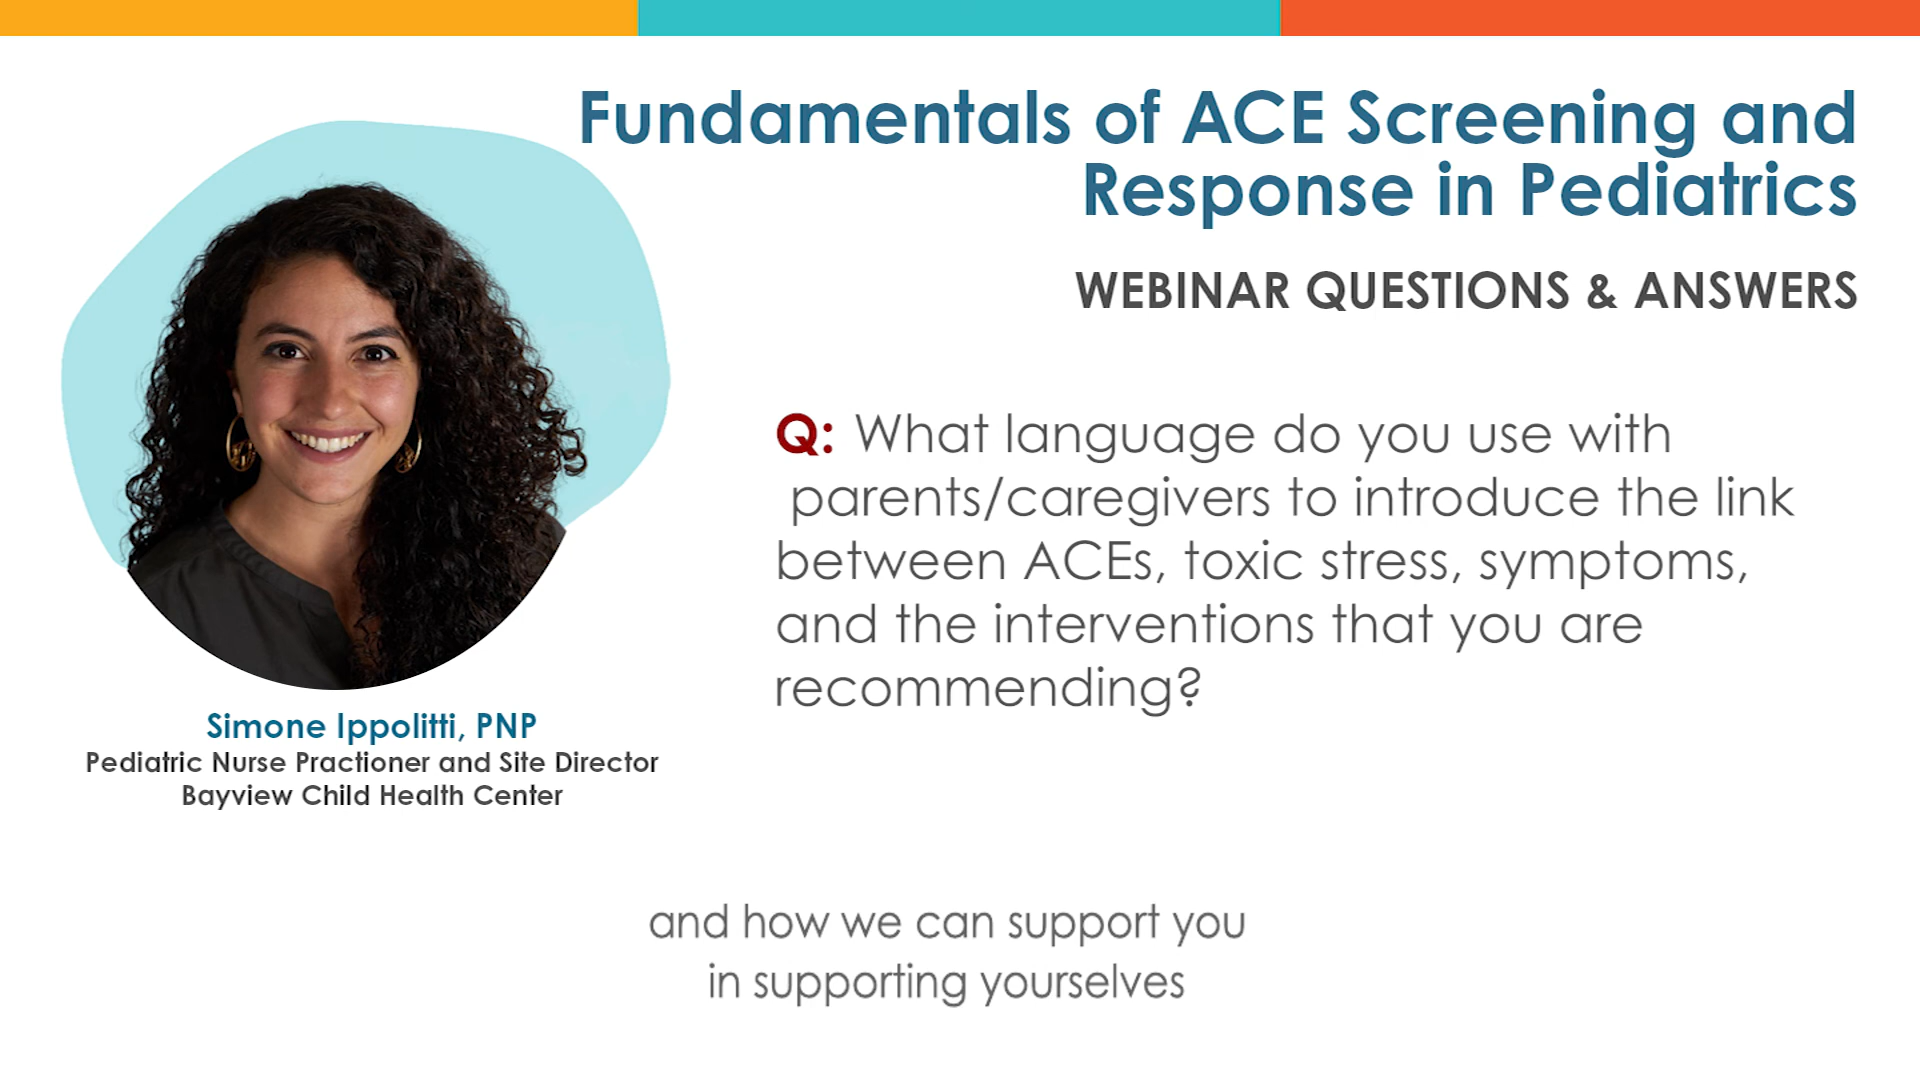 Fundamentals of ACE Screening and
Response in Pediatrics
WEBINAR QUESTIONS & ANSWERS
Q: What language do you use with
parents/caregivers to introduce the link
between ACEs, toxic stress, symptoms,
and the interventions that you are
recommending?
Simone Ippolitti, PNP
Pediatric Nurse Practioner and Site Director
Bayview Child Health Center
and how we can support you
in supporting yourselves